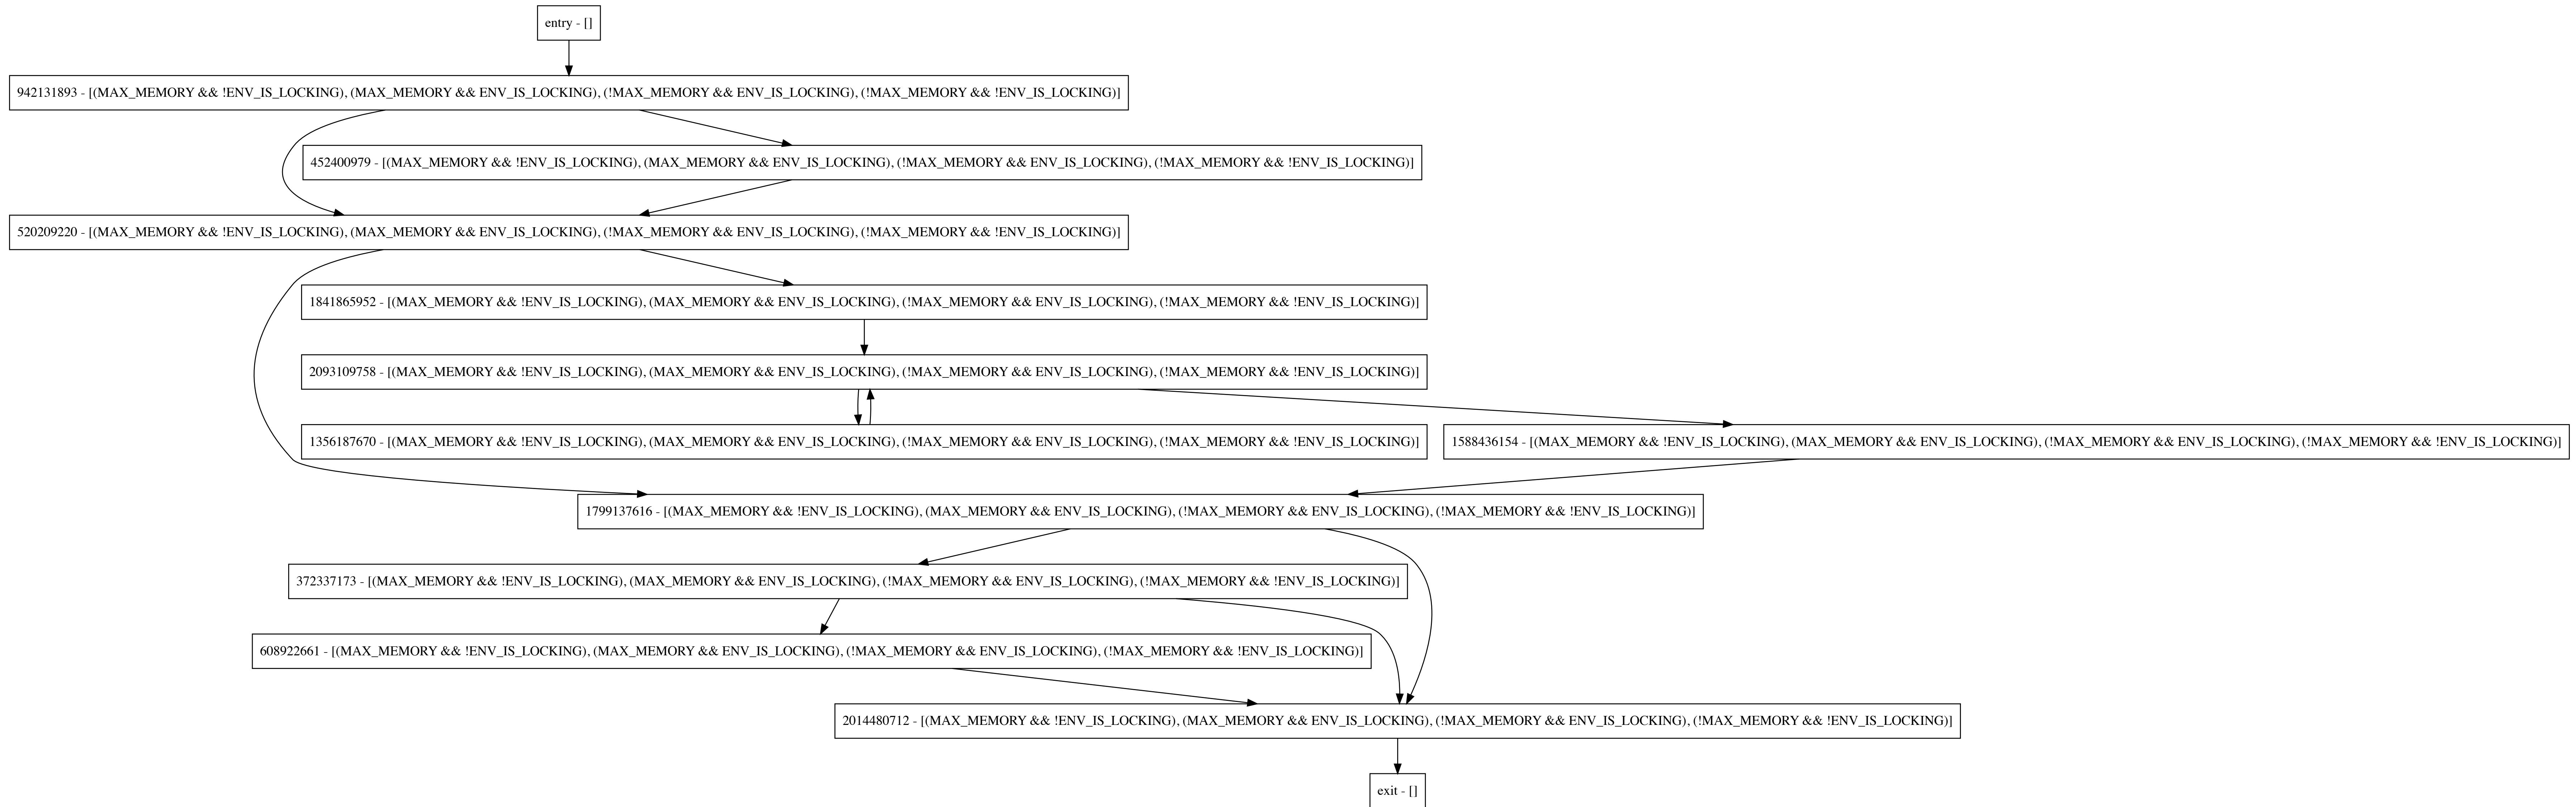 entry - []
942131893 - [(MAX_MEMORY && !ENV_IS_LOCKING), (MAX_MEMORY && ENV_IS_LOCKING), (!MAX_MEMORY && ENV_IS_LOCKING), (!MAX_MEMORY && !ENV_IS_LOCKING)]
452400979 - [(MAX_MEMORY && !ENV_IS_LOCKING), (MAX_MEMORY && ENV_IS_LOCKING), (!MAX_MEMORY && ENV_IS_LOCKING), (!MAX_MEMORY && !ENV_IS_LOCKING)]
520209220 - [(MAX_MEMORY && !ENV_IS_LOCKING), (MAX_MEMORY && ENV_IS_LOCKING), (!MAX_MEMORY && ENV_IS_LOCKING), (!MAX_MEMORY && !ENV_IS_LOCKING)]
1841865952 - [(MAX_MEMORY && !ENV_IS_LOCKING), (MAX_MEMORY && ENV_IS_LOCKING), (!MAX_MEMORY && ENV_IS_LOCKING), (!MAX_MEMORY && !ENV_IS_LOCKING)]
2093109758 - [(MAX_MEMORY && !ENV_IS_LOCKING), (MAX_MEMORY && ENV_IS_LOCKING), (!MAX_MEMORY && ENV_IS_LOCKING), (!MAX_MEMORY && !ENV_IS_LOCKING)]
1356187670 - [(MAX_MEMORY && !ENV_IS_LOCKING), (MAX_MEMORY && ENV_IS_LOCKING), (!MAX_MEMORY && ENV_IS_LOCKING), (!MAX_MEMORY && !ENV_IS_LOCKING)]
1588436154 - [(MAX_MEMORY && !ENV_IS_LOCKING), (MAX_MEMORY && ENV_IS_LOCKING), (!MAX_MEMORY && ENV_IS_LOCKING), (!MAX_MEMORY && !ENV_IS_LOCKING)]
1799137616 - [(MAX_MEMORY && !ENV_IS_LOCKING), (MAX_MEMORY && ENV_IS_LOCKING), (!MAX_MEMORY && ENV_IS_LOCKING), (!MAX_MEMORY && !ENV_IS_LOCKING)]
372337173 - [(MAX_MEMORY && !ENV_IS_LOCKING), (MAX_MEMORY && ENV_IS_LOCKING), (!MAX_MEMORY && ENV_IS_LOCKING), (!MAX_MEMORY && !ENV_IS_LOCKING)]
608922661 - [(MAX_MEMORY && !ENV_IS_LOCKING), (MAX_MEMORY && ENV_IS_LOCKING), (!MAX_MEMORY && ENV_IS_LOCKING), (!MAX_MEMORY && !ENV_IS_LOCKING)]
2014480712 - [(MAX_MEMORY && !ENV_IS_LOCKING), (MAX_MEMORY && ENV_IS_LOCKING), (!MAX_MEMORY && ENV_IS_LOCKING), (!MAX_MEMORY && !ENV_IS_LOCKING)]
exit - []